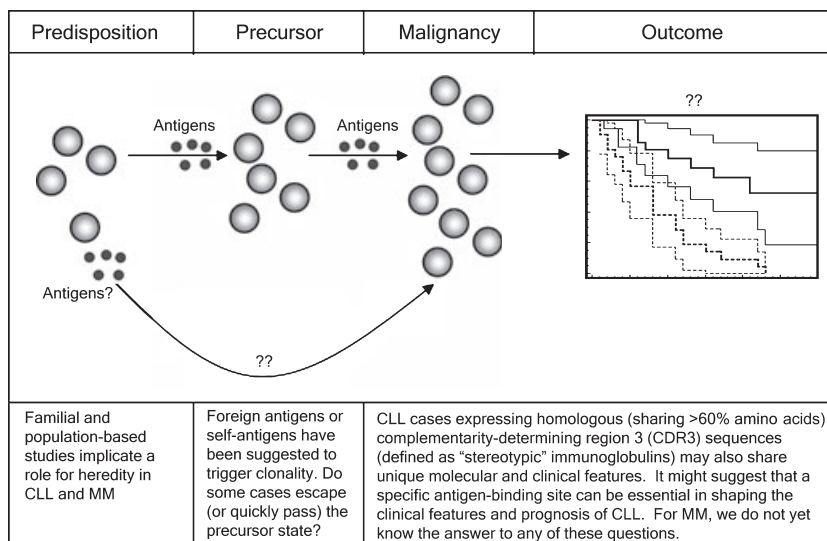 Predisposition
Precursor
Malignancy
Outcome
??
Antigens
Antigens
Antigens?
??
Familial and
population-based
studies implicate a
role for heredity in
CLL and MM
Foreign antigens or
self-antigens have
been suggested to
trigger clonality. Do
some cases escape
(or quickly pass) the
precursor state?
CLL cases expressing homologous (sharing >60% amino acids)
complementarity-determining region 3 (CDR3) sequences
(defined as “stereotypic” immunoglobulins) may also share
unique molecular and clinical features. It might suggest that a
specific antigen-binding site can be essential in shaping the
clinical features and prognosis of CLL. For MM, we do not yet
know the answer to any of these questions.